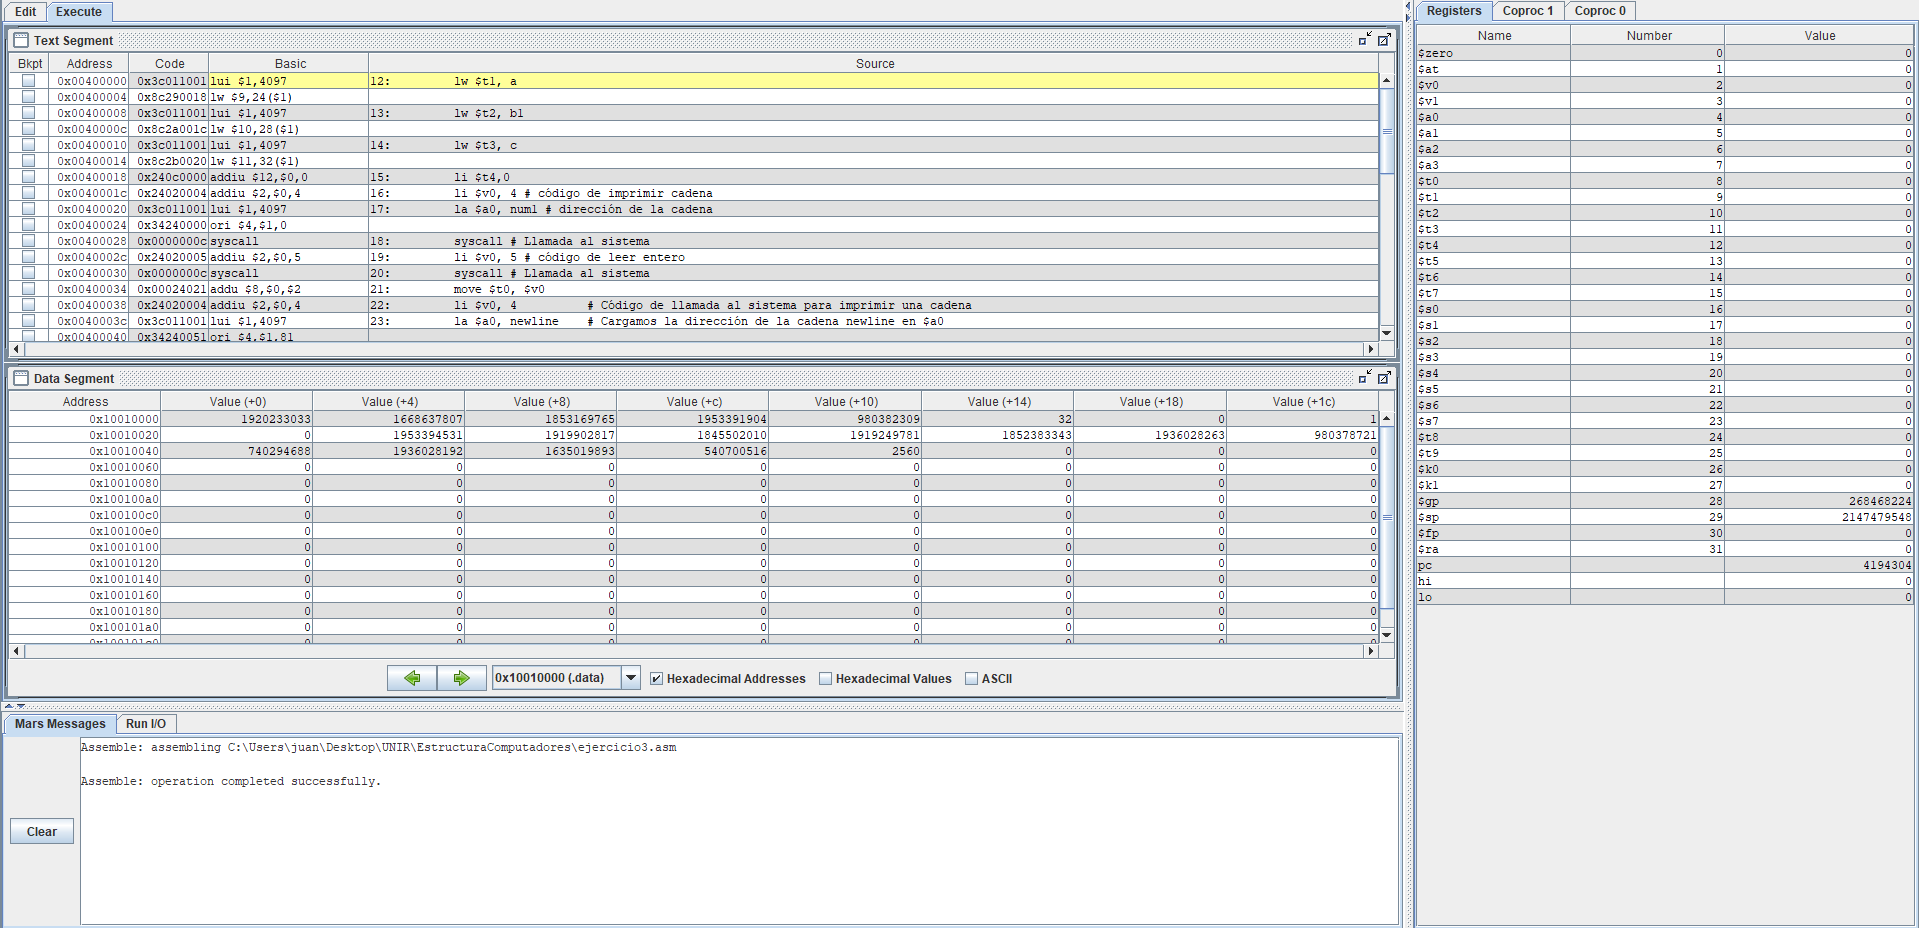 Edit Execute
Text Segment
Bkpt Address Code Basic Source
0x00400000 0x3c011001 lui $1,4097 12: lw $t1, a
0x00400004 0x8c290018 lw $9,24($1)
0x00400008 0x3c011001 lui $1,4097 13: lw $t2, b1
0x0040000c 0x8c2a001c lw $10,28($1)
0x00400010 0x3c011001 lui $1,4097 14: lw $t3, c
0x00400014 0x8c2b0020 lw $11,32($1)
0x00400018 0x240c0000 addiu $12,$0,0 15: li $t4,0
0x0040001c 0x24020004 addiu $2,$0,4 16: li $v0, 4 # código de imprimir cadena
0x00400020 0x3c011001 lui $1,4097 17: la $a0, num1 # dirección de la cadena
0x00400024 0x34240000 ori $4,$1,0
0x00400028 0x0000000c syscall 18: syscall # Llamada al sistema
0x0040002c 0x24020005 addiu $2,$0,5 19: li $v0, 5 # código de leer entero
0x00400030 0x0000000c syscall 20: syscall # Llamada al sistema
0x00400034 0x00024021 addu $8,$0,$2 21: move $t0, $v0
0x00400038 0x24020004 addiu $2,$0,4 22: li $v0, 4 # Código de llamada al sistema para imprimir una cadena
0x0040003c 0x3c011001 lui $1,4097 23: la $a0, newline # Cargamos la dirección de la cadena newline en $a0
0x00400040 0x34240051 ori $4,$1,81
Data Segment
Address Value (+0) Value (+4) Value (+8) Value (+c) Value (+10) Value (+14) Value (+18) Value (+1c)
0x10010000 1920233033 1668637807 1853169765 1953391904 980382309 32 0 1
0x10010020 0 1953394531 1919902817 1845502010 1919249781 1852383343 1936028263 980378721
0x10010040 740294688 1936028192 1635019893 540700516 2560 0 0 0
0x10010060 0 0 0 0 0 0 0 0
0x10010080 0 0 0 0 0 0 0 0
0x100100a0 0 0 0 0 0 0 0 0
0x100100c0 0 0 0 0 0 0 0 0
0x100100e0 0 0 0 0 0 0 0 0
0x10010100 0 0 0 0 0 0 0 0
0x10010120 0 0 0 0 0 0 0 0
0x10010140 0 0 0 0 0 0 0 0
0x10010160 0 0 0 0 0 0 0 0
0x10010180 0 0 0 0 0 0 0 0
0x100101a0 0 0 0 0 0 0 0 0
0x100101c0 0 0 0 0 0 0 0 0
0x10010000 (.data) Hexadecimal Addresses Hexadecimal Values ASCII
Mars Messages Run I/O
Assemble: assembling C:\Users\juan\Desktop\UNIR\EstructuraComputadores\ejercicio3.asm
Assemble: operation completed successfully.
Clear
Registers Coproc 1 Coproc 0
Name Number Value
$zero 0 0
$at 1 0
$v0 2 0
$v1 3 0
$a0 4 0
$a1 5 0
$a2 6 0
$a3 7 0
$t0 8 0
$t1 9 0
$t2 10 0
$t3 11 0
$t4 12 0
$t5 13 0
$t6 14 0
$t7 15 0
$s0 16 0
$s1 17 0
$s2 18 0
$s3 19 0
$s4 20 0
$s5 21 0
$s6 22 0
$s7 23 0
$t8 24 0
$t9 25 0
$k0 26 0
$k1 27 0
$gp 28 268468224
$sp 29 2147479548
$fp 30 0
$ra 31 0
pc 4194304
hi 0
lo 0